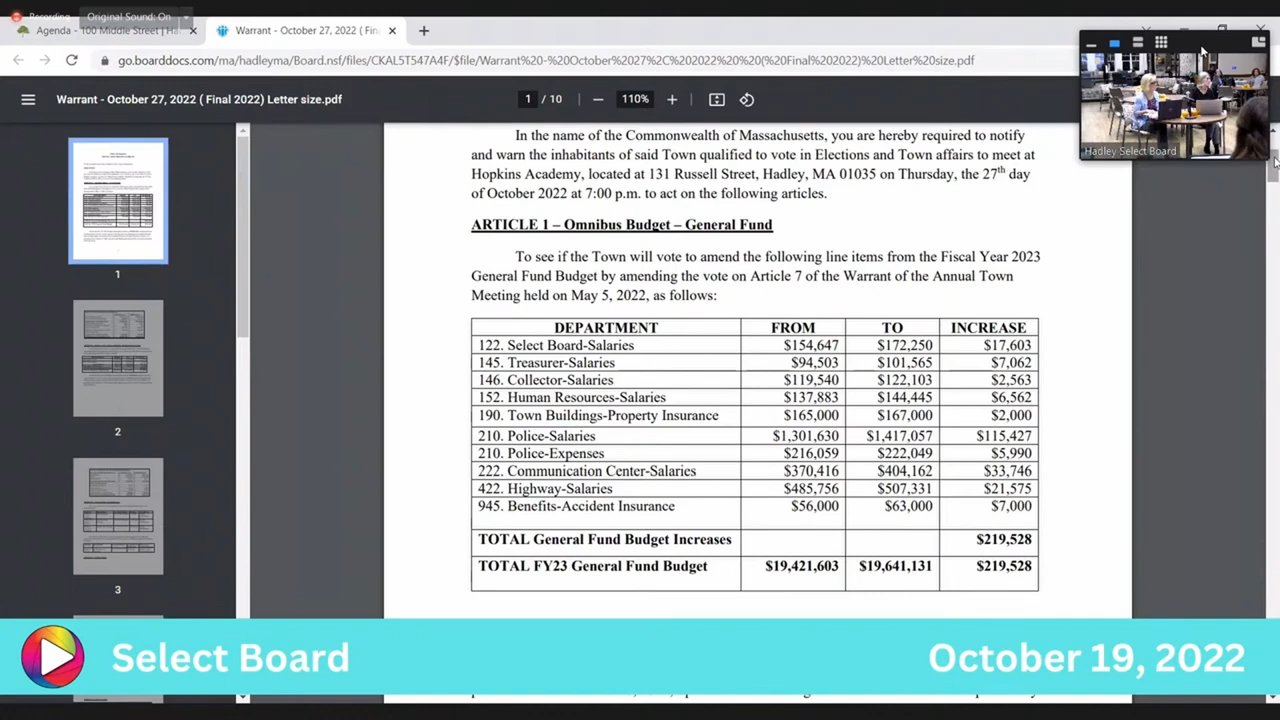 Recording
Original Sound: On
Agenda - 100 Middle Street | Ha
Warrant - October 27, 2022 ( Fin
go.boarddocs.com/ma/hadleyma/Board.nsf/files/CKAL5T547A4F/$file/Warrant%20-%20October%2027%2C%202022%20%20(%20Final%202022)%20Letter%20size.pdf
Warrant - October 27, 2022 ( Final 2022) Letter size.pdf
1 / 10
110%
Hadley Select Board
1
2
3
In the name of the Commonwealth of Massachusetts, you are hereby required to notify
and warn the inhabitants of said Town qualified to vote in Elections and Town affairs to meet at
Hopkins Academy, located at 131 Russell Street, Hadley, MA 01035 on Thursday, the 27th day
of October 2022 at 7:00 p.m. to act on the following articles.
ARTICLE 1 – Omnibus Budget – General Fund
To see if the Town will vote to amend the following line items from the Fiscal Year 2023
General Fund Budget by amending the vote on Article 7 of the Warrant of the Annual Town
Meeting held on May 5, 2022, as follows:
DEPARTMENT FROM TO INCREASE
122. Select Board-Salaries $154,647 $172,250 $17,603
145. Treasurer-Salaries $94,503 $101,565 $7,062
146. Collector-Salaries $119,540 $122,103 $2,563
152. Human Resources-Salaries $137,883 $144,445 $6,562
190. Town Buildings-Property Insurance $165,000 $167,000 $2,000
210. Police-Salaries $1,301,630 $1,417,057 $115,427
210. Police-Expenses $216,059 $222,049 $5,990
222. Communication Center-Salaries $370,416 $404,162 $33,746
422. Highway-Salaries $485,756 $507,331 $21,575
945. Benefits-Accident Insurance $56,000 $63,000 $7,000
TOTAL General Fund Budget Increases $219,528
TOTAL FY23 General Fund Budget $19,421,603 $19,641,131 $219,528
Select Board
October 19, 2022